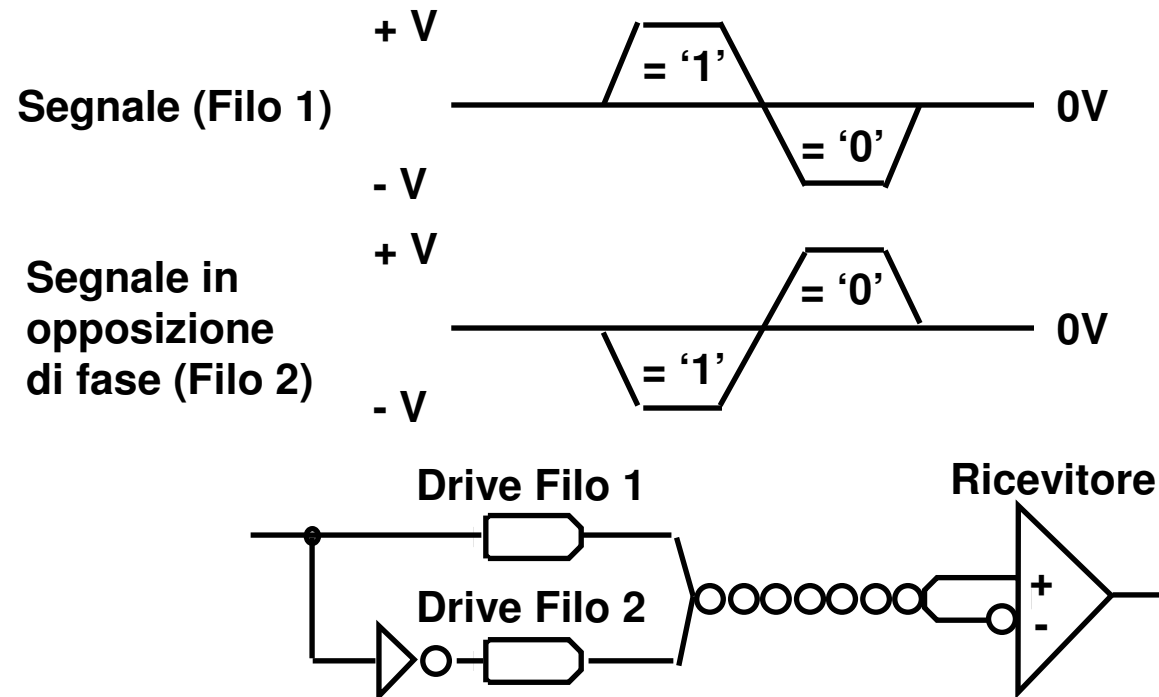 + V
= ‘1’
Segnale (Filo 1)
0V
= ‘0’
- V
+ V
Segnale in
opposizione
di fase (Filo 2)
= ‘0’
0V
= ‘1’
- V
Drive Filo 1
Ricevitore
Drive Filo 2
+
-